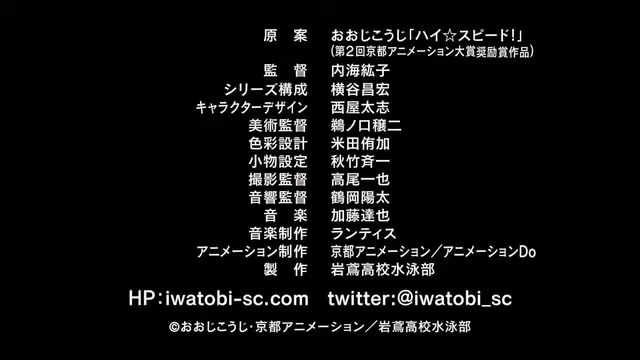 原　案　おおじこうじ「ハイ☆スピード!」
(第2回京都アニメーション大賞奨励賞作品)
監　督　内海紘子
シリーズ構成　横谷昌宏
キャラクターデザイン　西屋太志
美術監督　鵜ノ口穣二
色彩設計　米田侑加
小物設定　秋竹斉一
撮影監督　高尾一也
音響監督　鶴岡陽太
音　楽　加藤達也
音楽制作　ランティス
アニメーション制作　京都アニメーション／アニメーションDo
製　作　岩鳶高校水泳部
HP:iwatobi-sc.com　twitter:@iwatobi_sc
©おおじこうじ・京都アニメーション／岩鳶高校水泳部